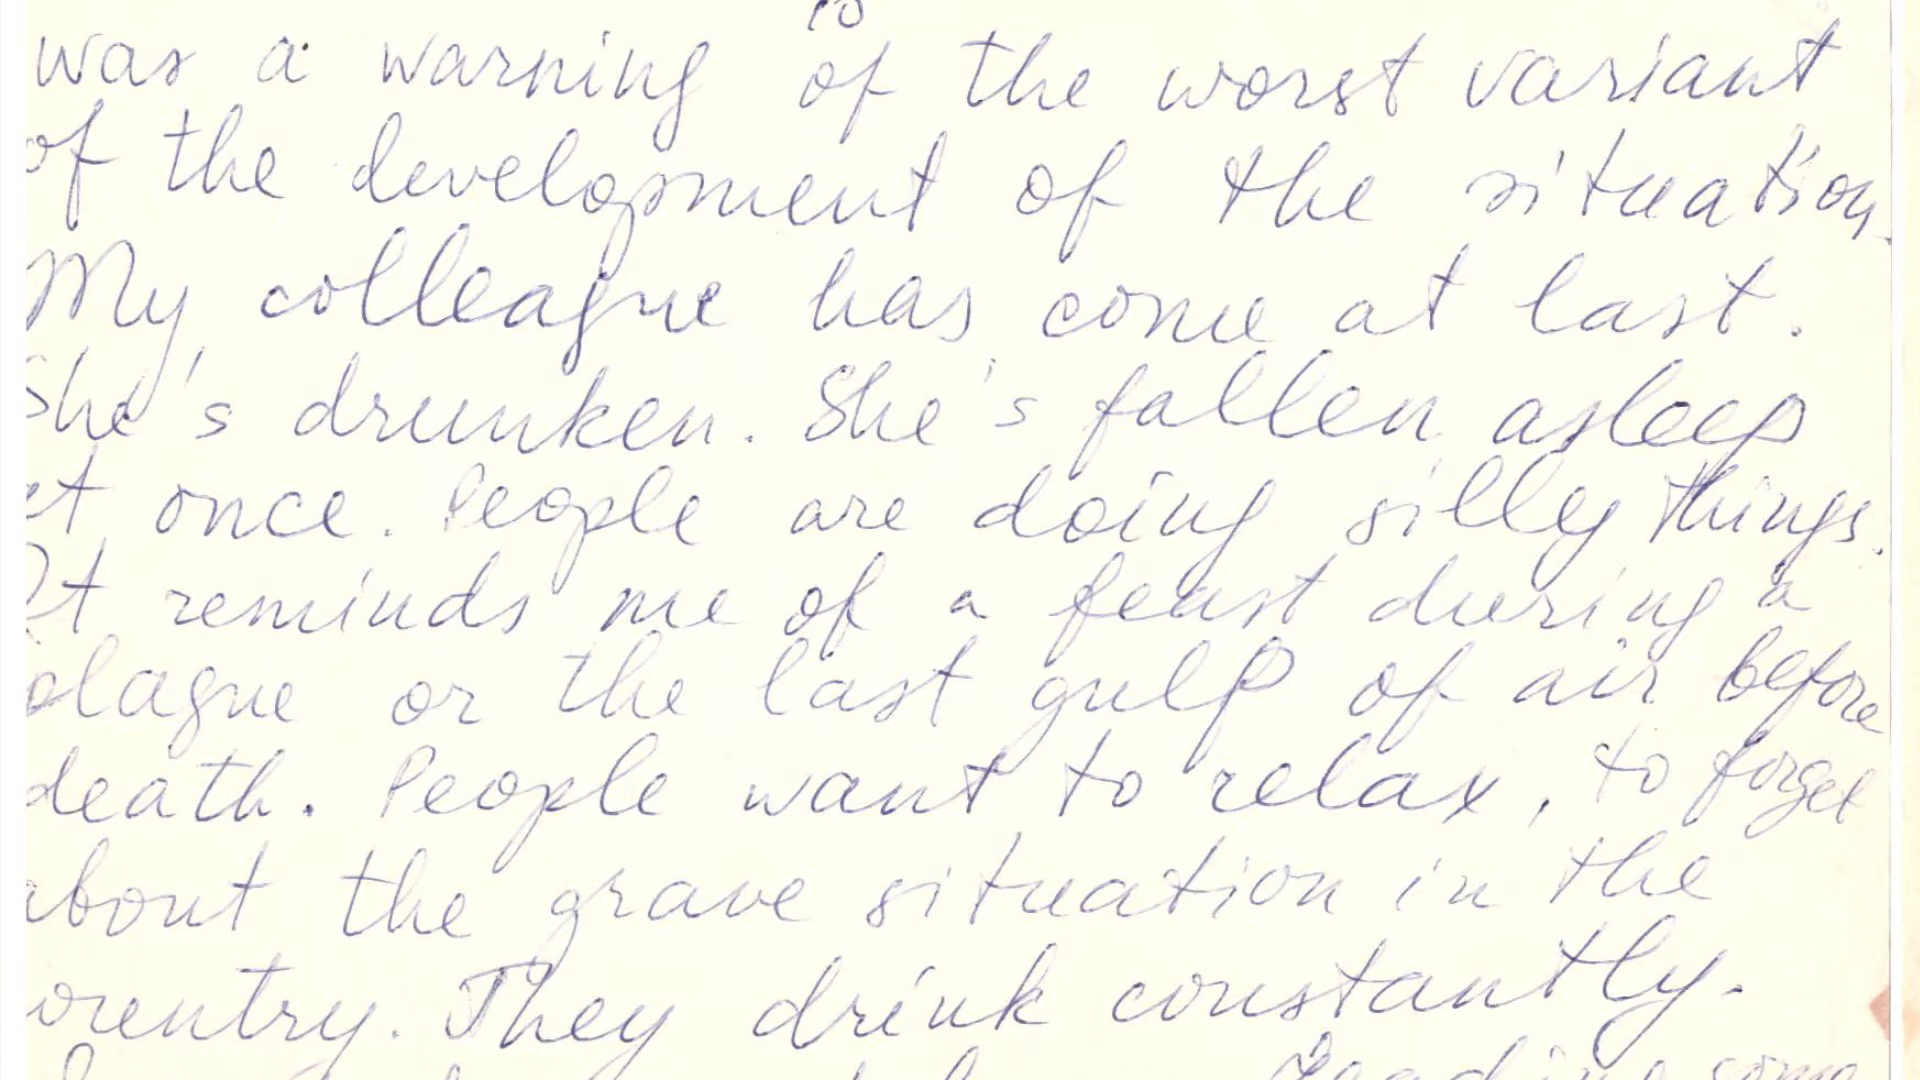 was a warning of the worst variant
of the development of the situation.
My colleague has come at last.
She's drunken. She's fallen asleep
et once. People are doing silly things.
It reminds me of a feast during a
plague or the last gulp of air before
death. People want to relax, to forget
about the grave situation in the
country. They drink constantly.
some